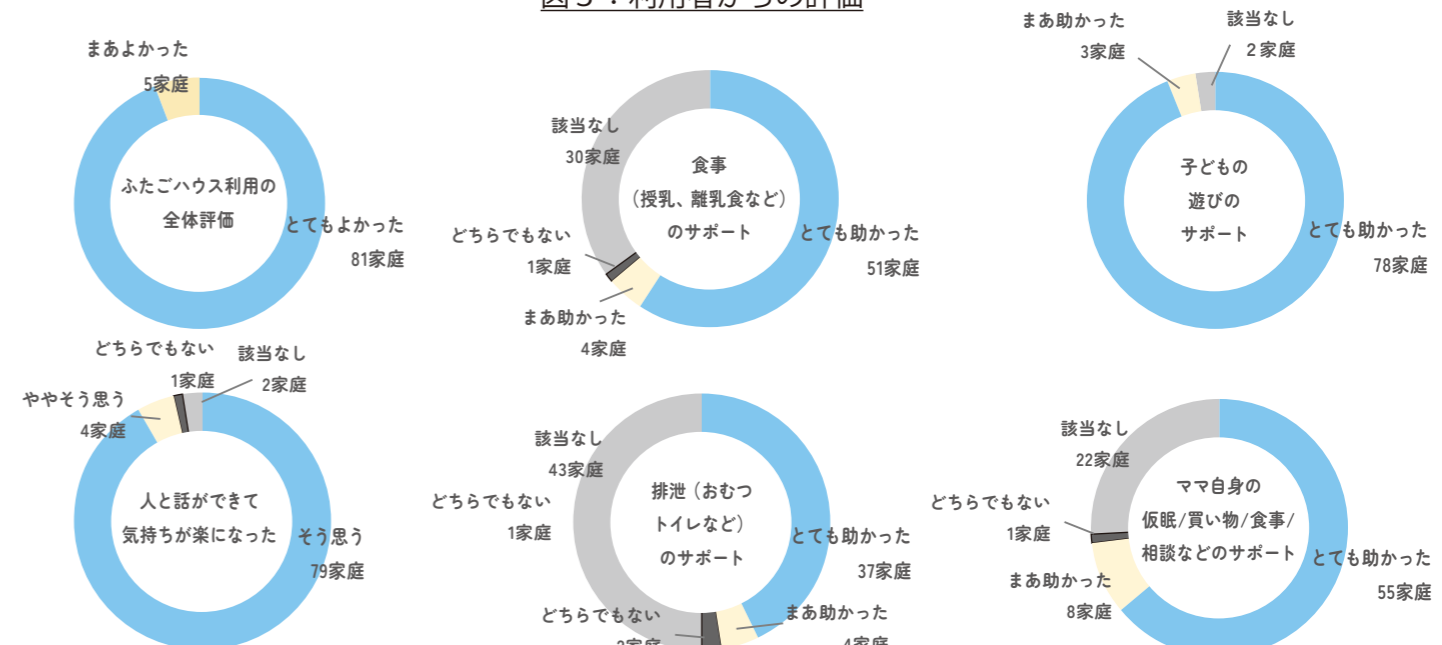 図3：利用者からの評価
まあよかった
5家庭
ふたごハウス利用の
全体評価
とてもよかった
81家庭
該当なし
30家庭
食事
（授乳、離乳食など）
のサポート
どちらでもない
1家庭
とても助かった
51家庭
まあ助かった
4家庭
まあ助かった
3家庭
該当なし
2家庭
子どもの
遊びの
サポート
とても助かった
78家庭
どちらでもない
1家庭
該当なし
2家庭
ややそう思う
4家庭
人と話ができて
気持ちが楽になった
そう思う
79家庭
該当なし
43家庭
どちらでもない
1家庭
排泄（おむつ
トイレなど）
のサポート
とても助かった
37家庭
どちらでもない
まあ助かった
4家庭
該当なし
22家庭
どちらでもない
1家庭
ママ自身の
仮眠/買い物/食事/
相談などのサポート
とても助かった
55家庭
まあ助かった
8家庭